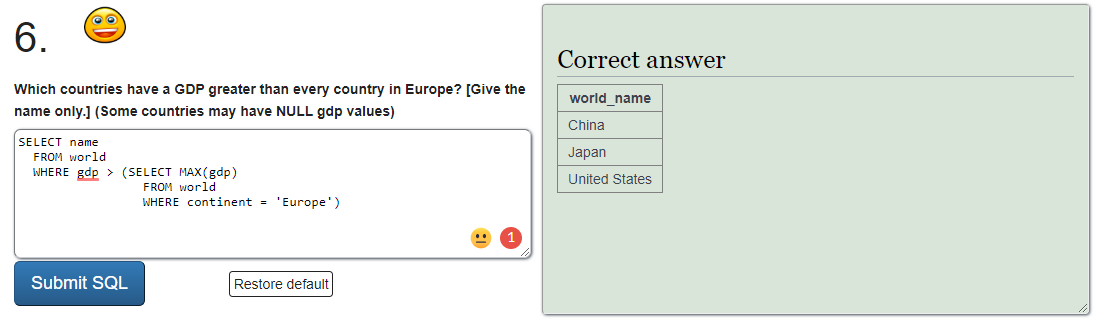 6.
Which countries have a GDP greater than every country in Europe? [Give the
name only.] (Some countries may have NULL gdp values)
SELECT name
FROM world
WHERE gdp > (SELECT MAX(gdp)
FROM world
WHERE continent = 'Europe')
1
Submit SQL
Restore default
Correct answer
world_name
China
Japan
United States